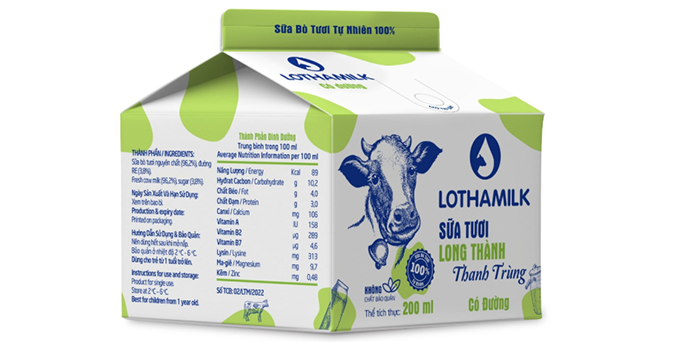 Sữa Bò Tươi Tự Nhiên 100%
LOTHAMILK
CÓ ĐƯỜNG
THÀNH PHẦN / INGREDIENTS:
Sữa bò tươi nguyên chất (96,2%), đường
RE (3,8%).
Fresh cow milk (96,2%), sugar (3,8%).
Ngày Sản Xuất Và Hạn Sử Dụng:
Xem trên bao bì.
Production & expiry date:
Printed on packaging.
Hướng Dẫn Sử Dụng & Bảo Quản:
Nên dùng hết sau khi mở nắp.
Bảo quản ở nhiệt độ 2°C - 6°C.
Dùng cho trẻ từ 1 tuổi trở lên.
Instructions for use and storage:
Product for single use.
Store at 2°C - 6°C.
Best for children from 1 year old.
Thành Phần Dinh Dưỡng
Trung bình trong 100 ml
Average Nutrition Information per 100 ml
Năng Lượng / Energy Kcal 89
Hydrat Cacbon / Carbohydrate g 10,2
Chất Béo / Fat g 4,0
Chất Đạm / Protein g 3,0
Canxi / Calcium mg 106
Vitamin A IU 158
Vitamin B2 µg 289
Vitamin B7 µg 4,6
Lysin / Lysine mg 313
Ma-giê / Magnesium mg 9,7
Kẽm / Zinc mg 0,48
Số TCB: 02/LTM/2022
LOTHAMILK
SỮA TƯƠI
LONG THÀNH
Thanh Trùng
100%
KHÔNG
CHẤT BẢO QUẢN
Thể tích thực: 200 ml
Có Đường